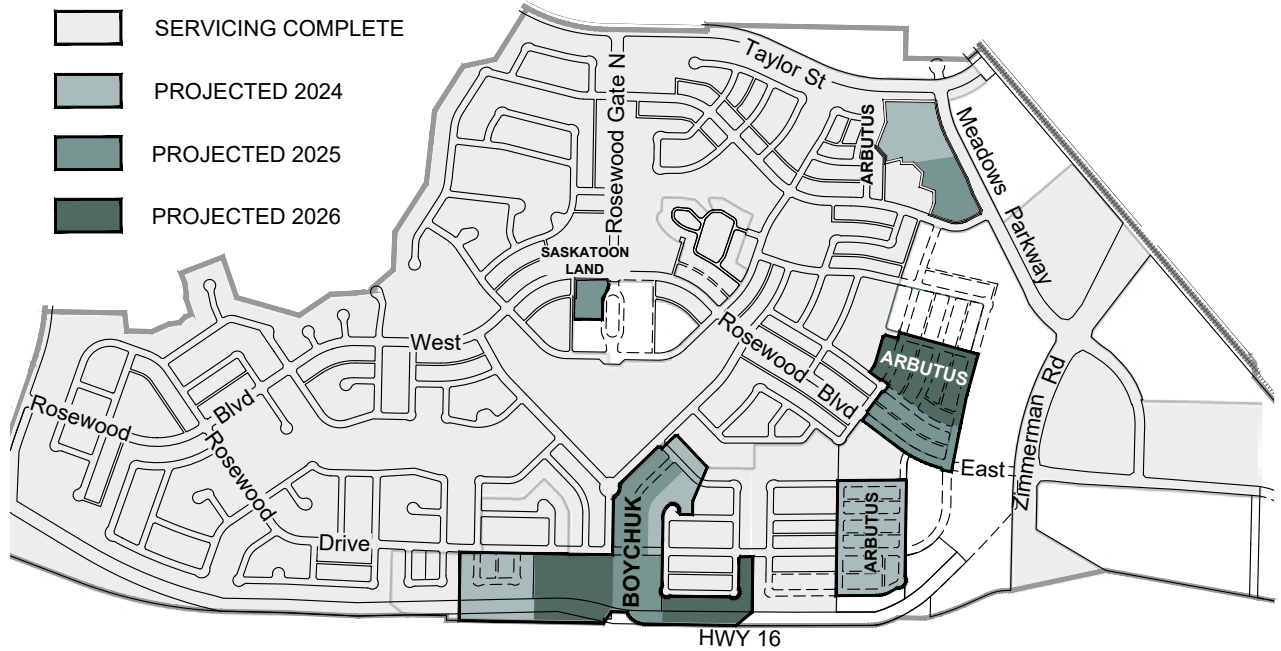 SERVICING COMPLETE
PROJECTED 2024
PROJECTED 2025
PROJECTED 2026
Taylor St
Rosewood Gate N
ARBUTUS
Meadows Parkway
SASKATOON
LAND
West
Rosewood Blvd
ARBUTUS
Rosewood
Blvd
Rosewood
Drive
Zimmerman Rd
East
BOYCHUK
ARBUTUS
HWY 16